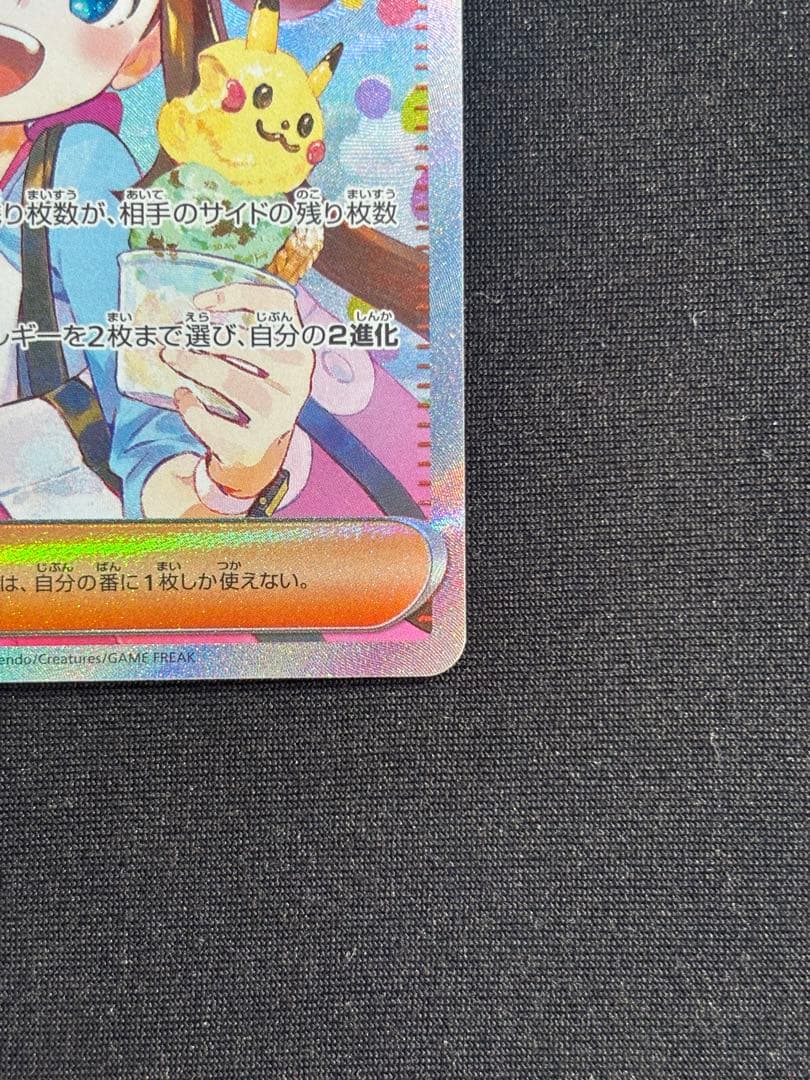 り枚数が、相手のサイドの残り枚数
ルギーを2枚まで選び、自分の2進化
は、自分の番に1枚しか使えない。
endo/Creatures/GAME FREAK